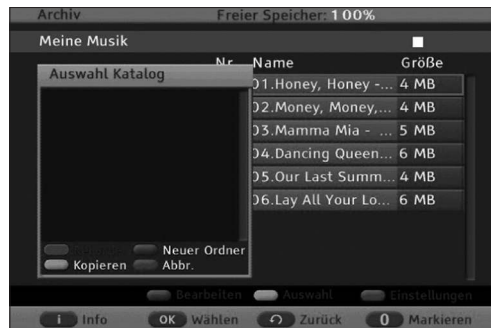 Archiv Freier Speicher: 100%
Meine Musik
Nr. Name Größe
Auswahl Katalog
01.Honey, Honey -... 4 MB
02.Money, Money,... 4 MB
03.Mamma Mia - ... 5 MB
04.Dancing Queen... 6 MB
05.Our Last Summ... 4 MB
06.Lay All Your Lo... 6 MB
Neuer Ordner
Kopieren Abbr.
Bearbeiten Auswahl Einstellungen
i Info OK Wählen Zurück 0 Markieren